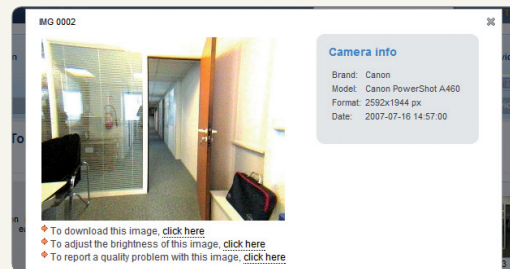 IMG 0002
Camera info
Brand: Canon
Model: Canon PowerShot A460
Format: 2592x1944 px
Date: 2007-07-16 14:57:00
To download this image, click here
To adjust the brightness of this image, click here
To report a quality problem with this image, click here
To